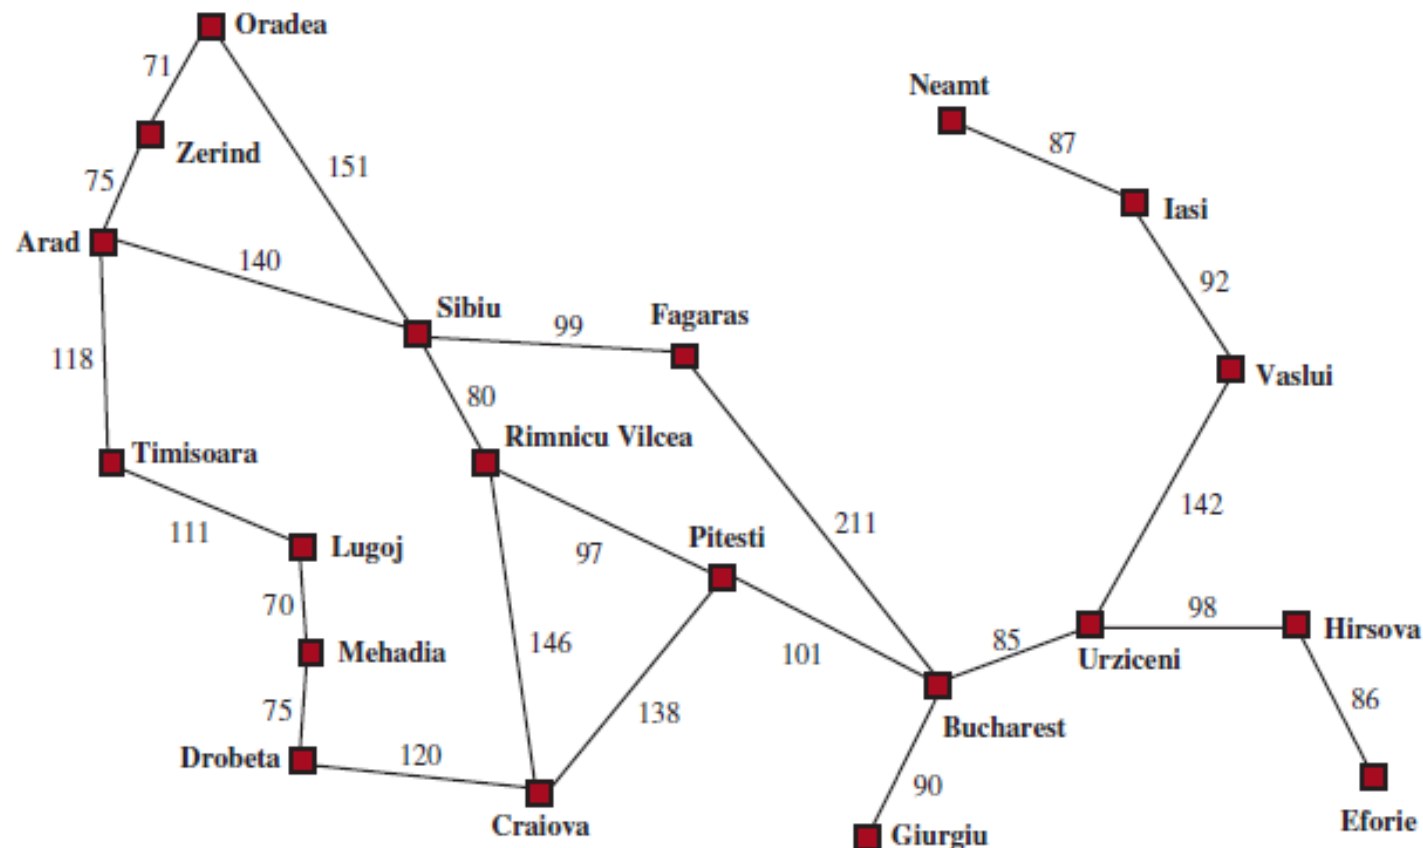 Oradea
71
Neamt
87
Zerind
151
75
Iasi
Arad
140
92
Sibiu
99
Fagaras
118
Vaslui
80
Timisoara
Rimnicu Vilcea
142
111
Lugoj
97
Pitesti
211
70
98
Hirsova
146
101
85
Urziceni
Mehadia
86
75
138
Bucharest
Drobeta
120
90
Craiova
Giurgiu
Eforie